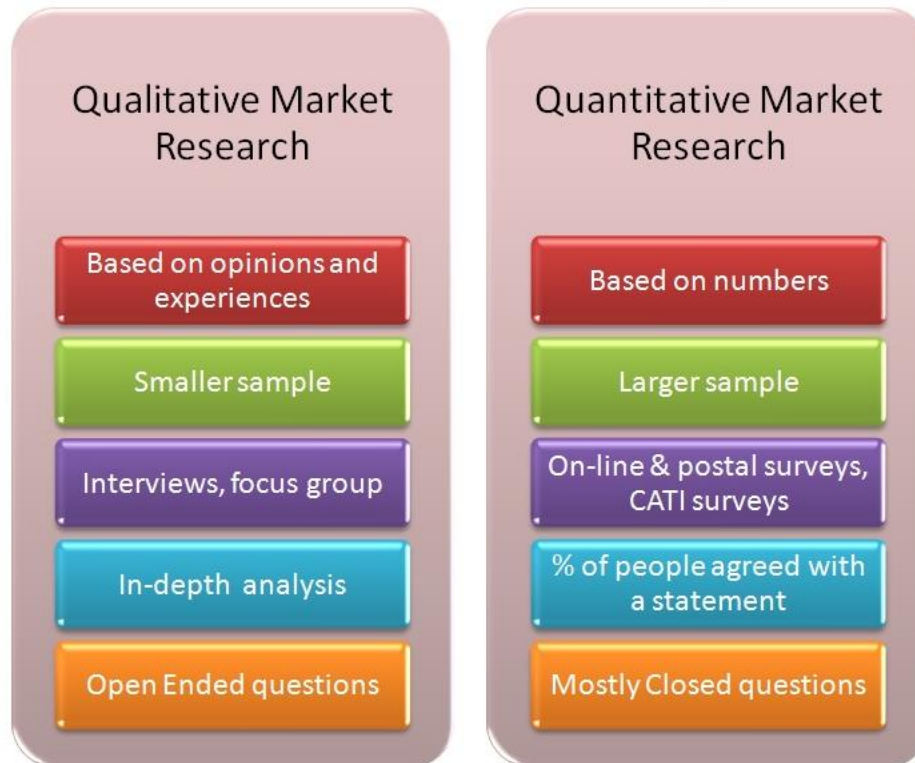 Qualitative Market
Research
Based on opinions and
experiences
Smaller sample
Interviews, focus group
In-depth analysis
Open Ended questions
Quantitative Market
Research
Based on numbers
Larger sample
On-line & postal surveys,
CATI surveys
% of people agreed with
a statement
Mostly Closed questions